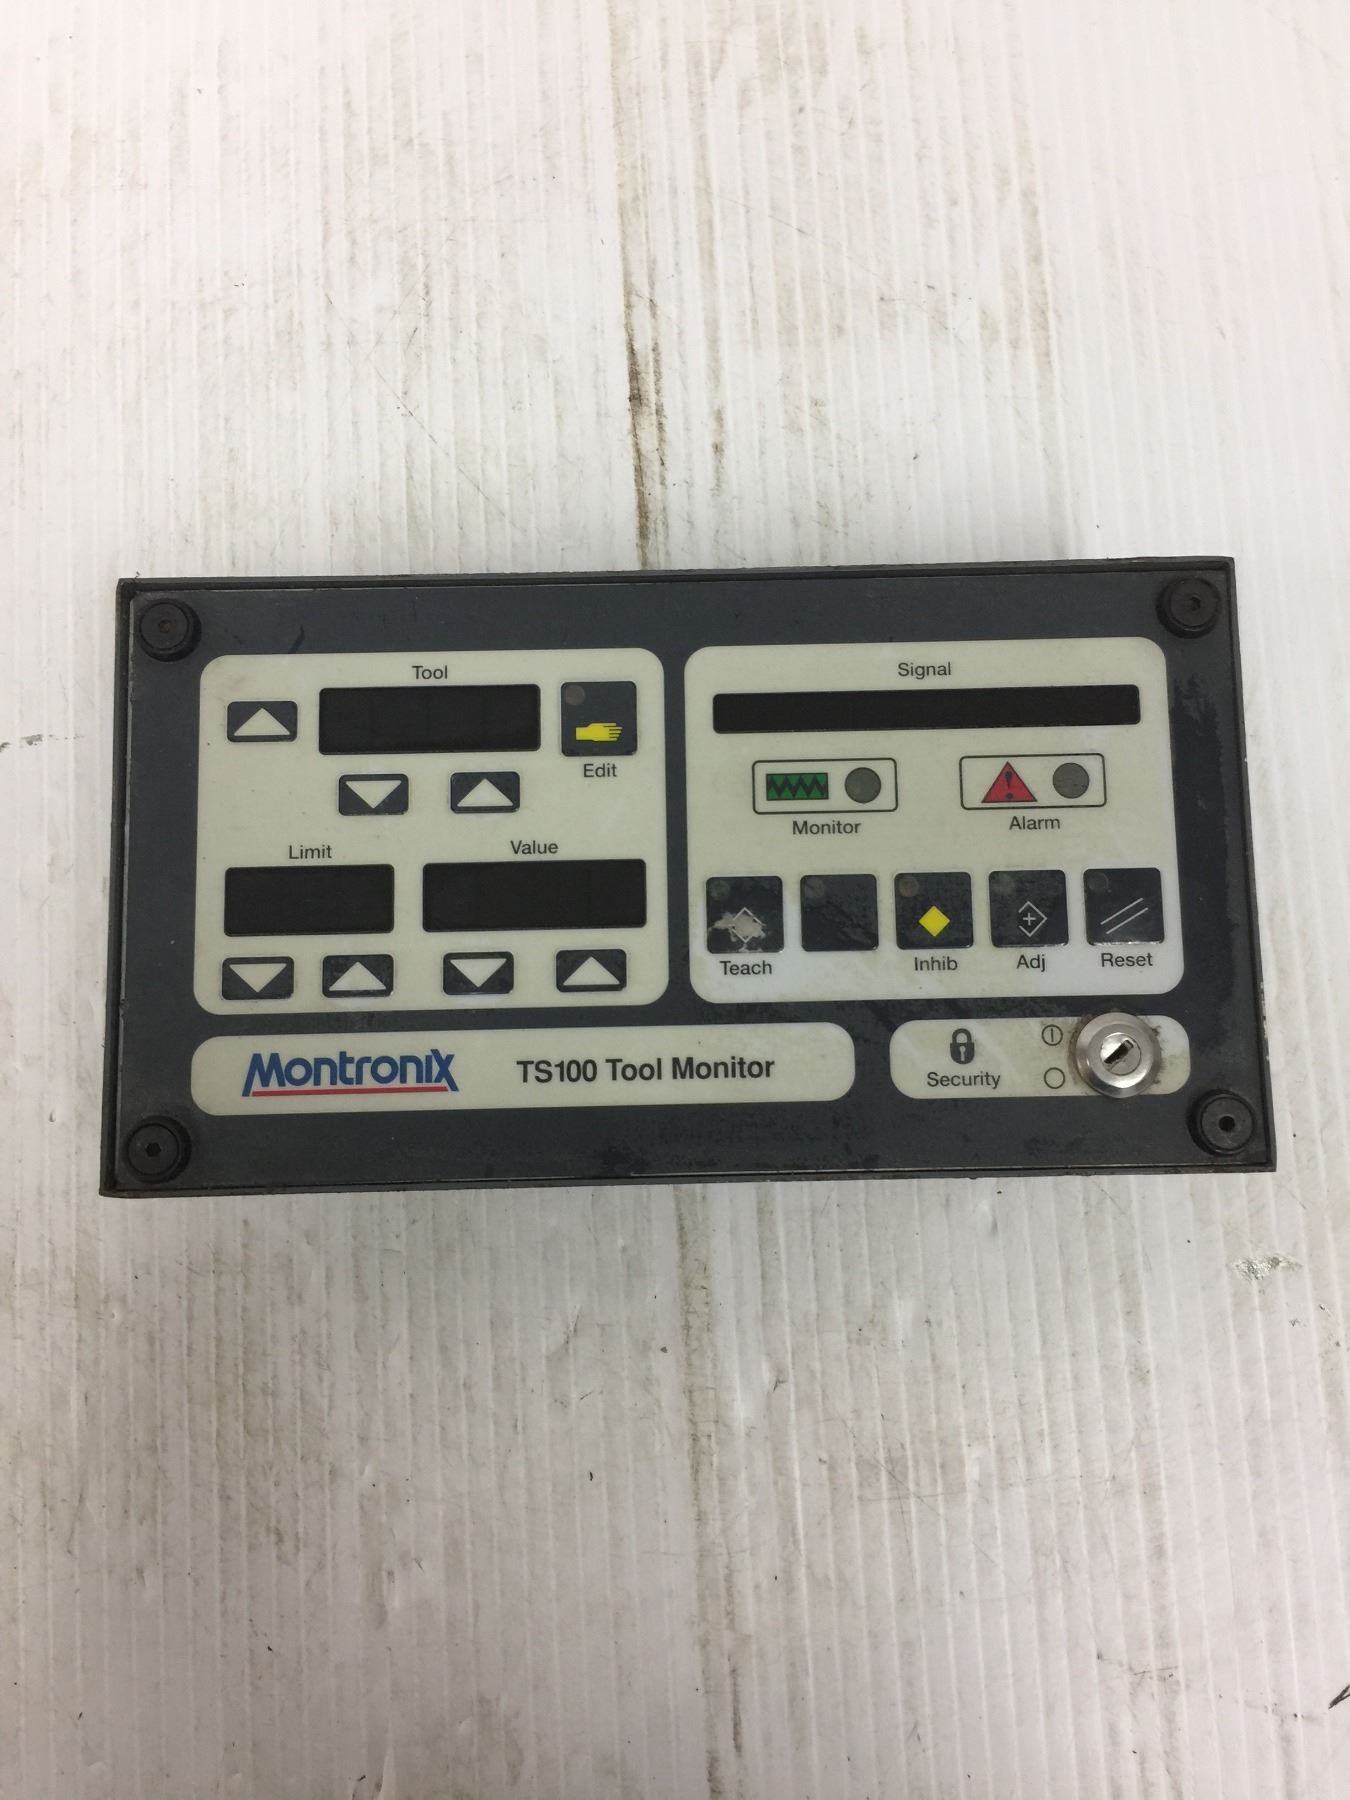 Tool
Edit
Limit
Value
Signal
Monitor
Alarm
Teach
Inhib
Adj
Reset
Montronix
TS100 Tool Monitor
Security